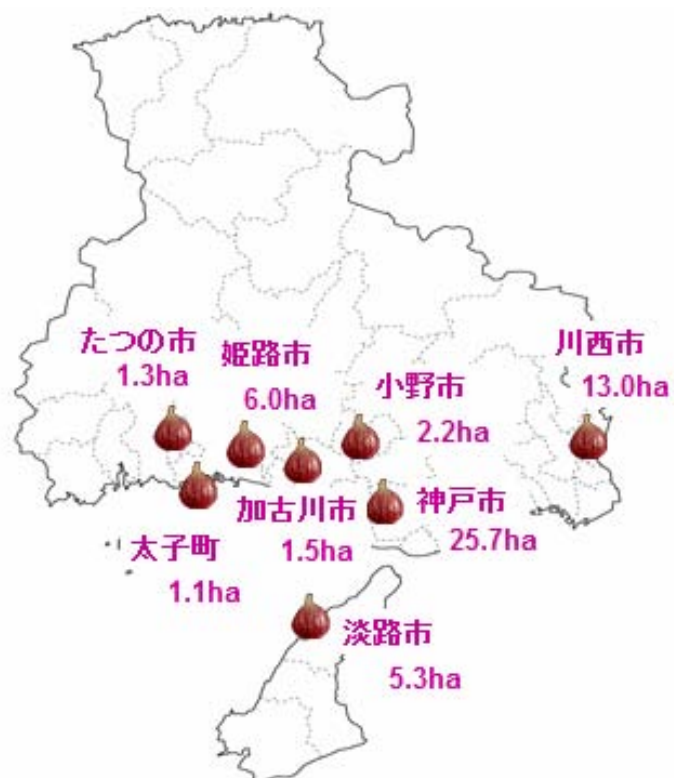 たつの市
1.3ha
姫路市
6.0ha
小野市
2.2ha
川西市
13.0ha
太子町
1.1ha
加古川市
1.5ha
神戸市
25.7ha
淡路市
5.3ha